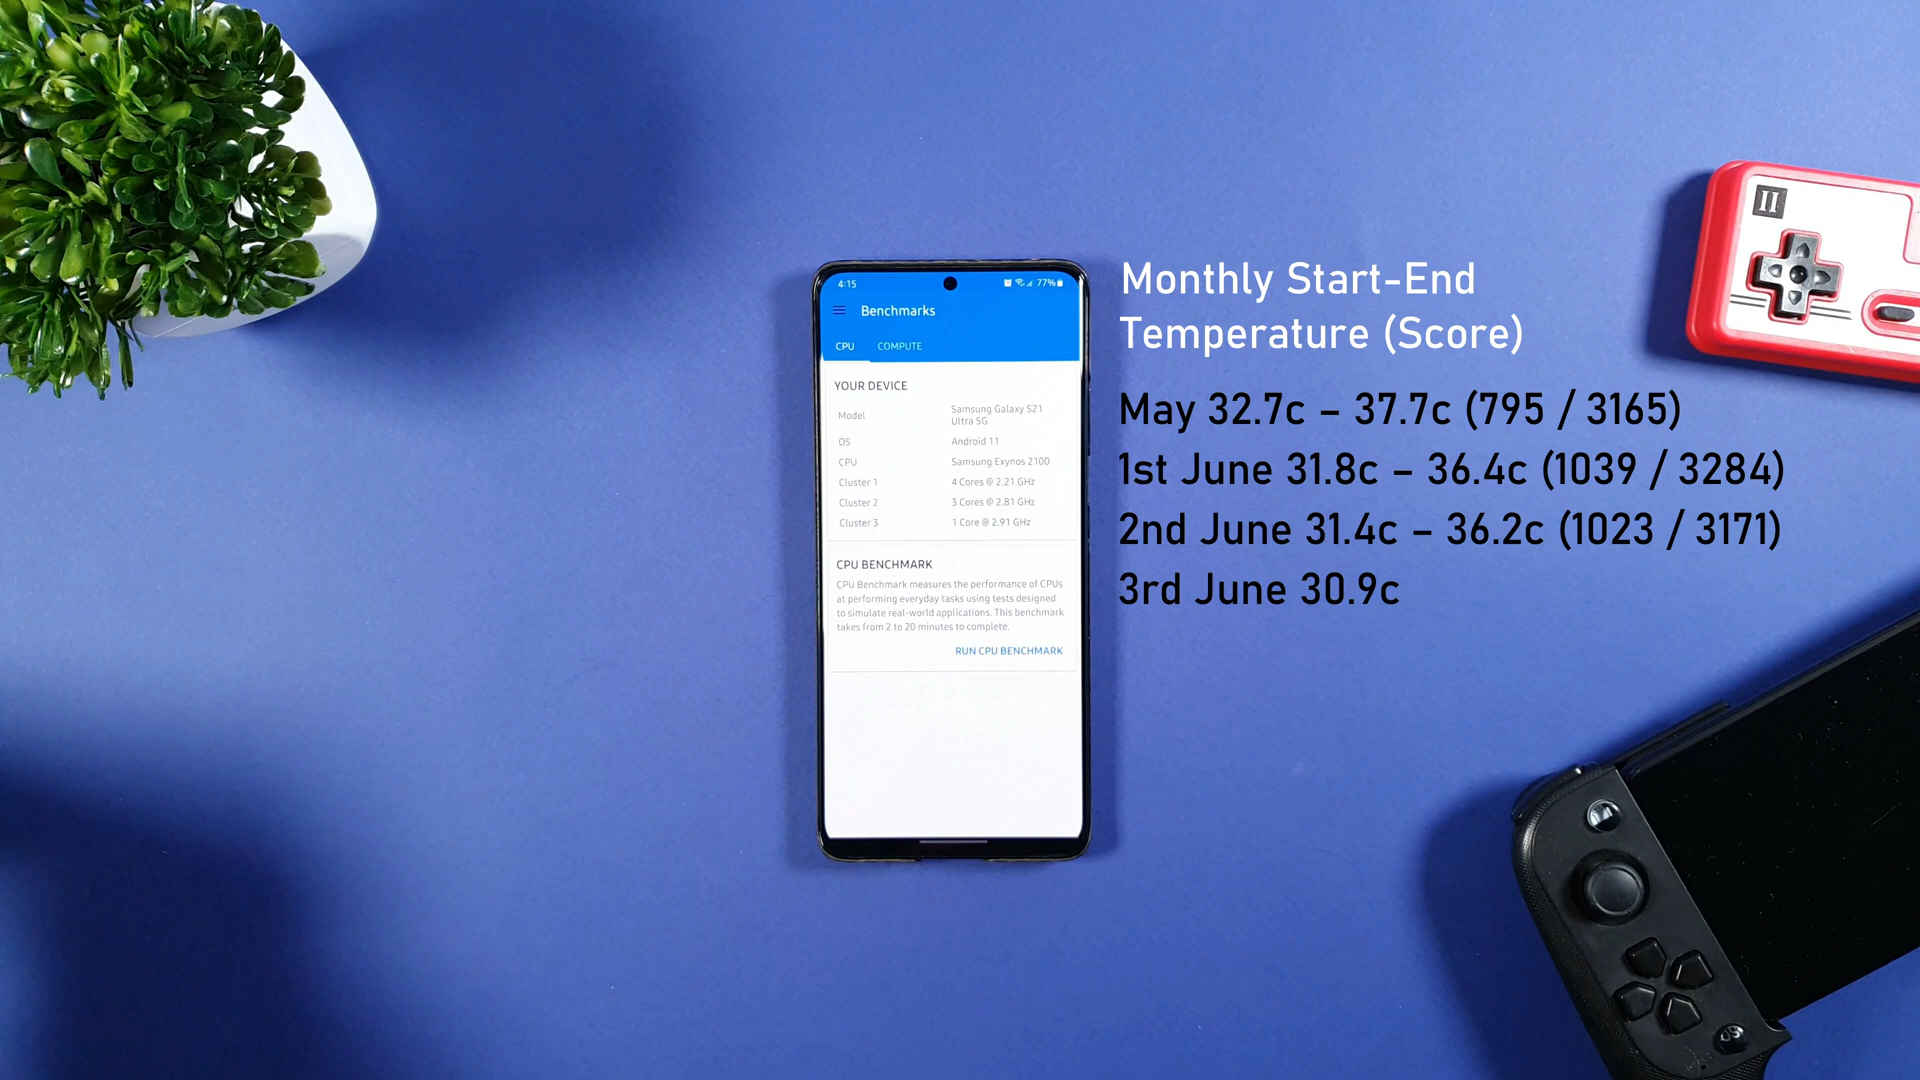 4:15
77%
Benchmarks
CPU COMPUTE
YOUR DEVICE
Model Samsung Galaxy S21 Ultra 5G
OS Android 11
CPU Samsung Exynos 2100
Cluster 1 4 Cores @ 2.21 GHz
Cluster 2 3 Cores @ 2.81 GHz
Cluster 3 1 Core @ 2.91 GHz
CPU BENCHMARK
CPU Benchmark measures the performance of CPUs
at performing everyday tasks using tests designed
to simulate real-world applications. This benchmark
takes from 2 to 20 minutes to complete.
RUN CPU BENCHMARK
Monthly Start-End
Temperature (Score)
May 32.7c – 37.7c (795 / 3165)
1st June 31.8c – 36.4c (1039 / 3284)
2nd June 31.4c – 36.2c (1023 / 3171)
3rd June 30.9c
II